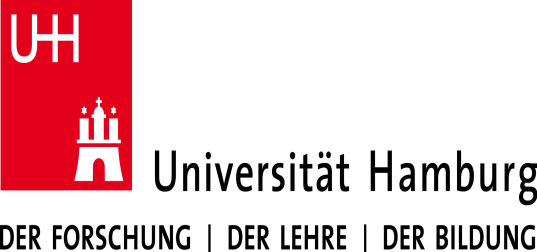 UHH
Universität Hamburg
DER FORSCHUNG | DER LEHRE | DER BILDUNG